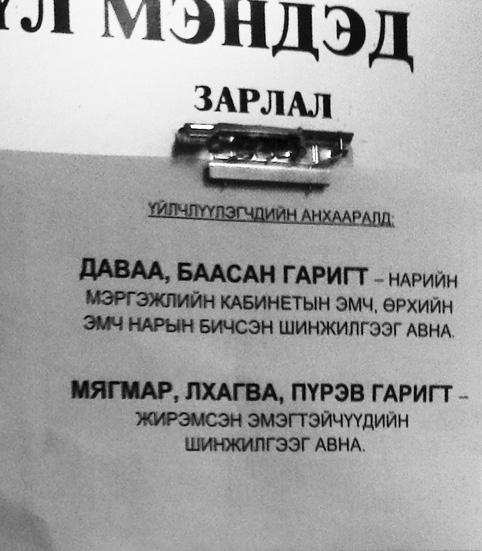 ҮЛ МЭНДЭД
ЗАРЛАЛ
ҮЙЛЧЛҮҮЛЭГЧДИЙН АНХААРАЛД:
ДАВАА, БААСАН ГАРИГТ – НАРИЙН
МЭРГЭЖЛИЙН КАБИНЕТЫН ЭМЧ, ӨРХИЙН
ЭМЧ НАРЫН БИЧСЭН ШИНЖИЛГЭЭГ АВНА.
МЯГМАР, ЛХАГВА, ПҮРЭВ ГАРИГТ –
ЖИРЭМСЭН ЭМЭГТЭЙЧҮҮДИЙН
ШИНЖИЛГЭЭГ АВНА.